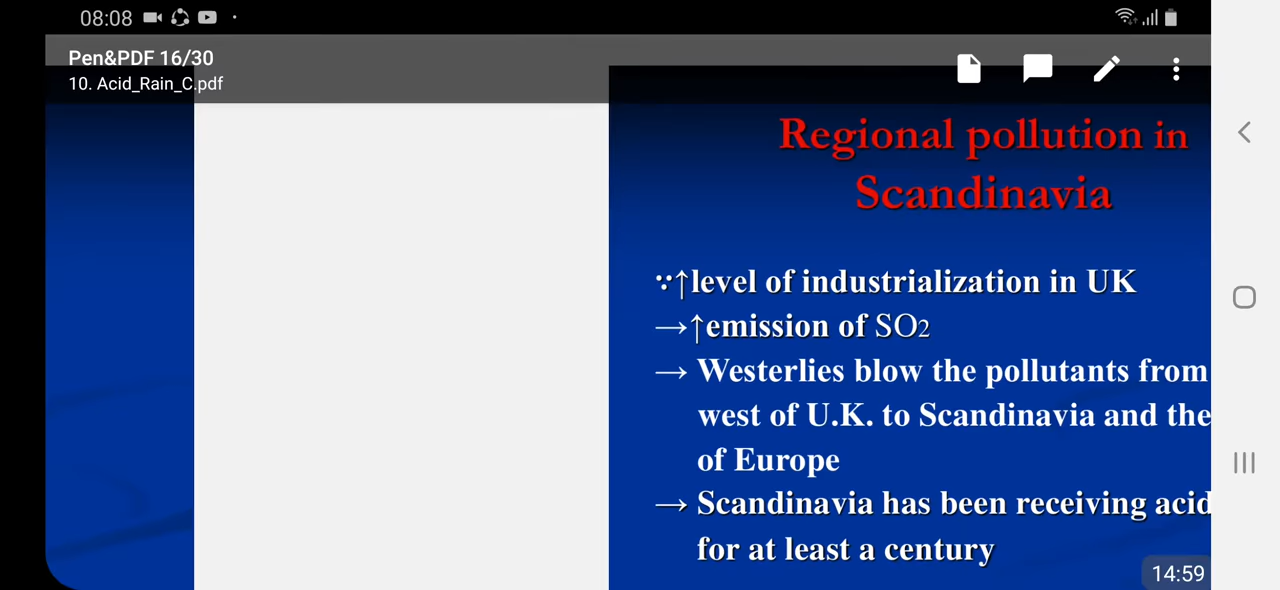 08:08
Pen&PDF 16/30
10. Acid_Rain_C.pdf
Regional pollution in
Scandinavia
∵↑level of industrialization in UK
→↑emission of SO2
→ Westerlies blow the pollutants from
west of U.K. to Scandinavia and the
of Europe
→ Scandinavia has been receiving acid
for at least a century
14:59